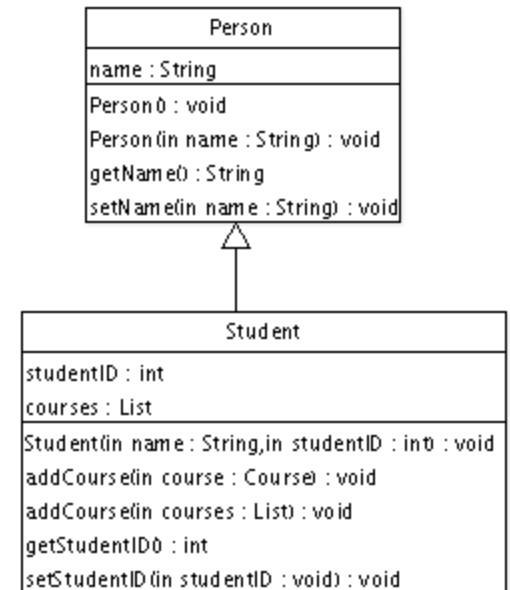 Person
name : String
Person() : void
Person(in name : String) : void
getName() : String
setName(in name : String) : void
Student
studentID : int
courses : List
Student(in name : String,in studentID : int) : void
addCourse(in course : Course) : void
addCourse(in courses : List) : void
getStudentID() : int
setStudentID(in studentID : void) : void